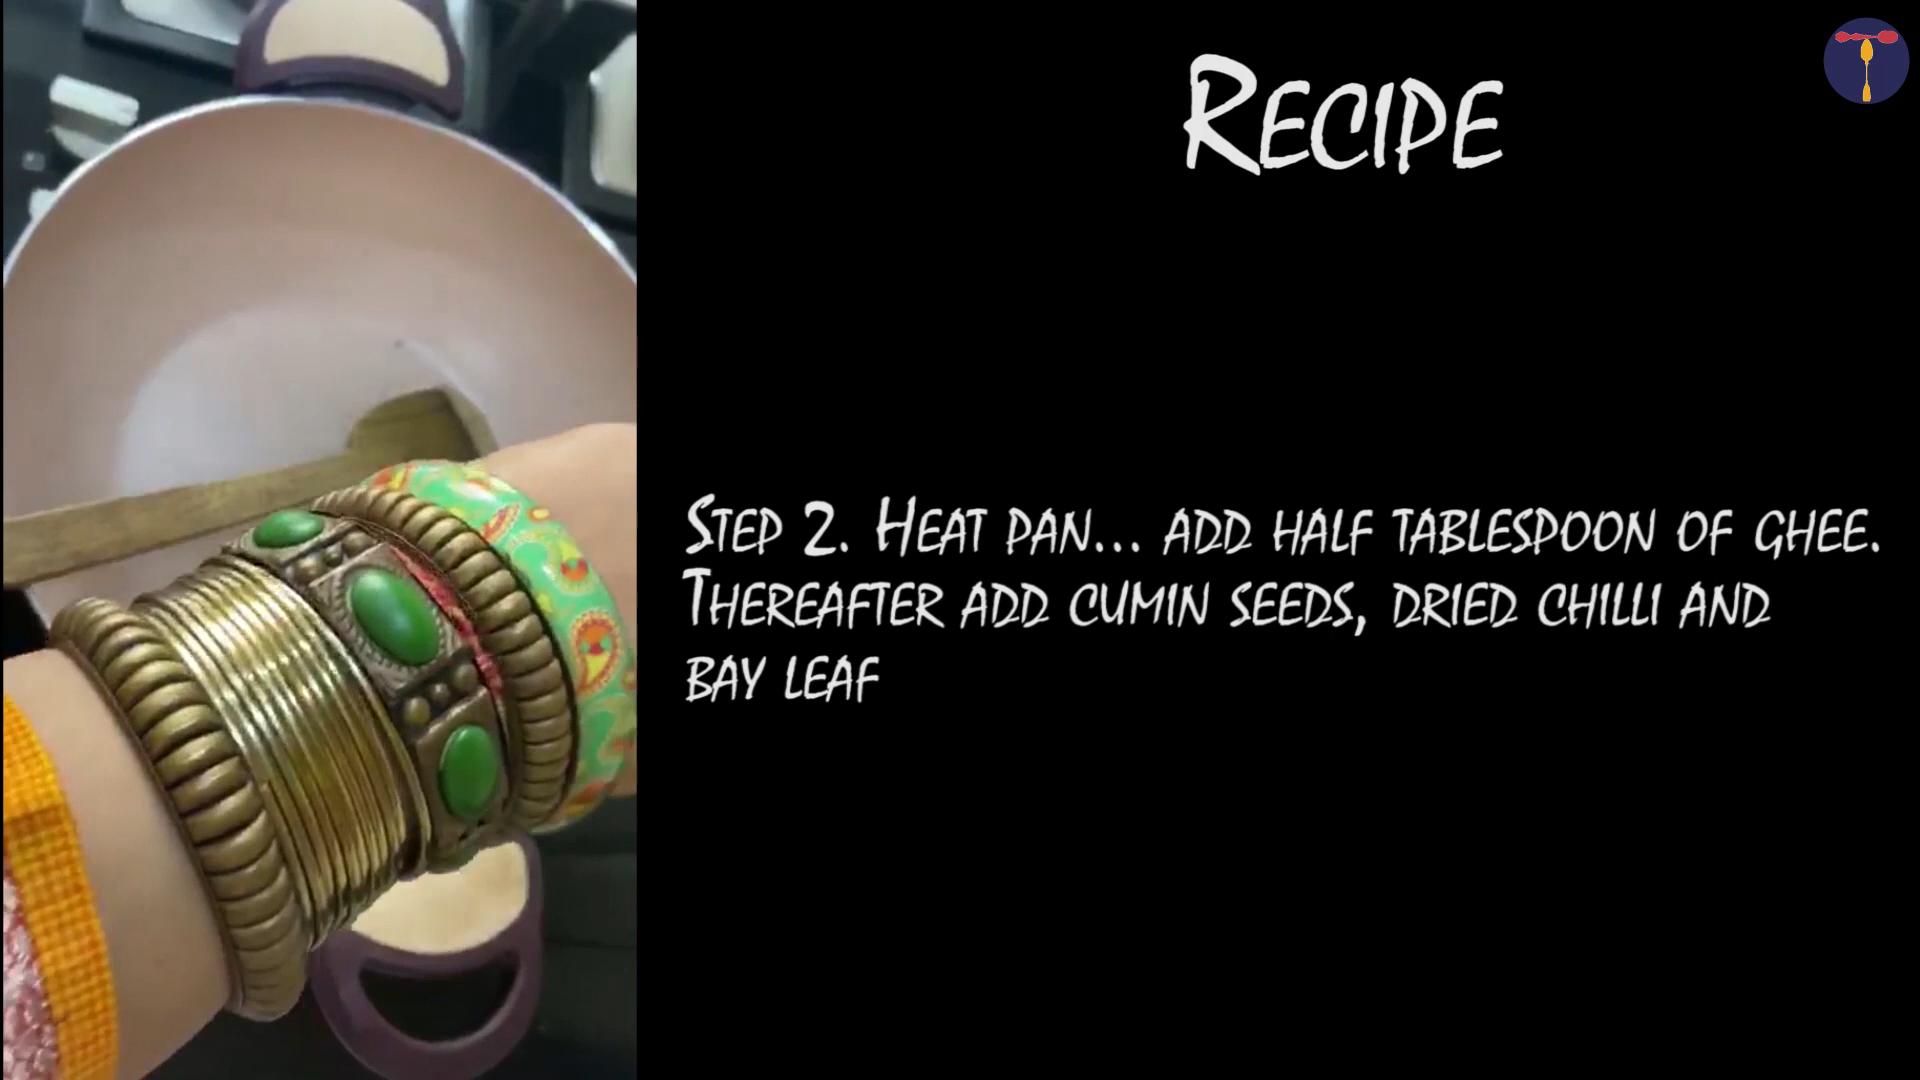 Recipe
Step 2. Heat pan... add half tablespoon of ghee.
Thereafter add cumin seeds, dried chilli and
bay leaf